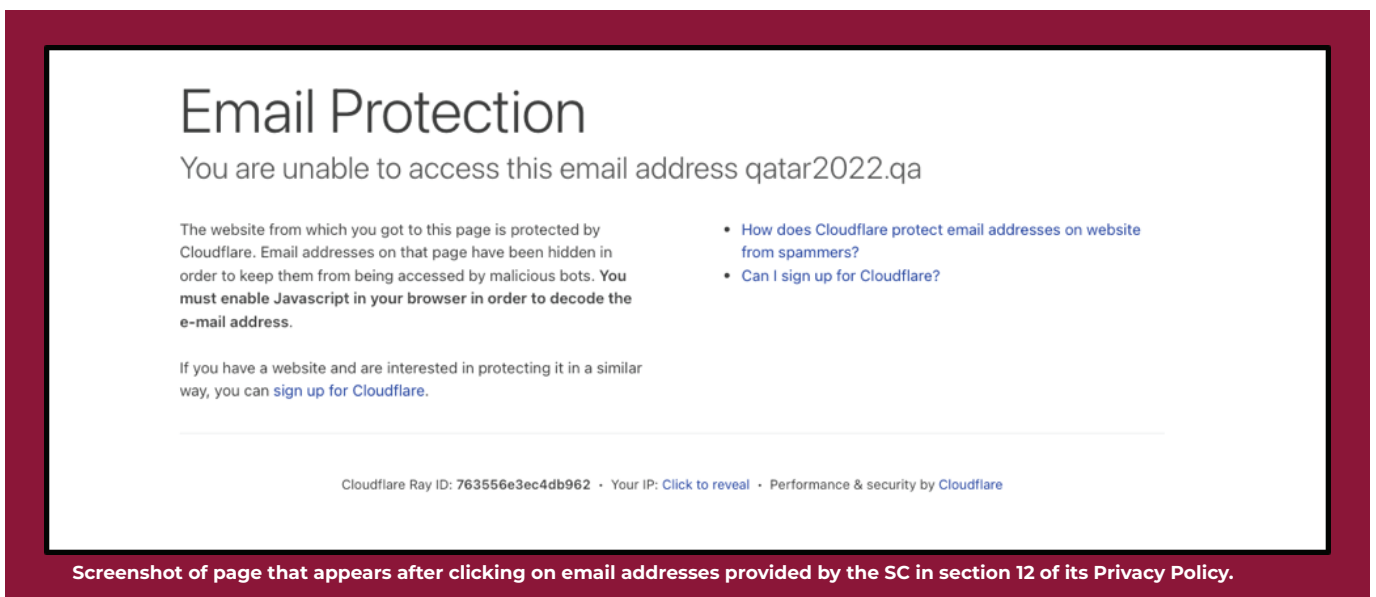 Email Protection
You are unable to access this email address qatar2022.qa
The website from which you got to this page is protected by
Cloudflare. Email addresses on that page have been hidden in
order to keep them from being accessed by malicious bots. You
must enable Javascript in your browser in order to decode the
e-mail address.
If you have a website and are interested in protecting it in a similar
way, you can sign up for Cloudflare.
• How does Cloudflare protect email addresses on website
from spammers?
• Can I sign up for Cloudflare?
Cloudflare Ray ID: 763556e3ec4db962 · Your IP: Click to reveal · Performance & security by Cloudflare
Screenshot of page that appears after clicking on email addresses provided by the SC in section 12 of its Privacy Policy.